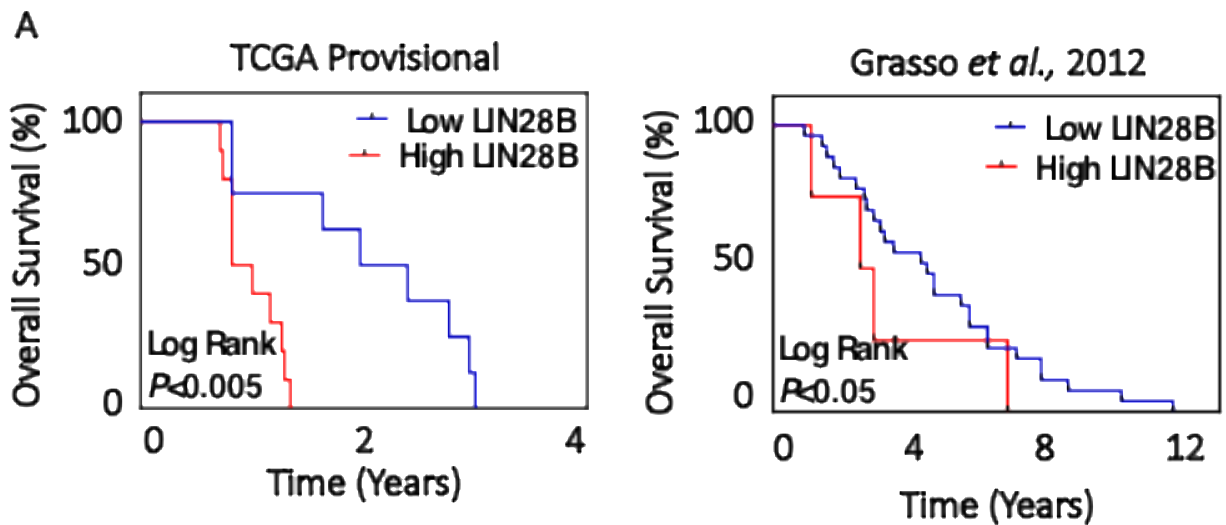 A
TCGA Provisional
Overall Survival (%)
100
50
0
Low LIN28B
High LIN28B
Log Rank
P<0.005
0 2 4
Time (Years)
Grasso et al., 2012
Overall Survival (%)
100
50
0
Low LIN28B
High LIN28B
Log Rank
P<0.05
0 4 8 12
Time (Years)